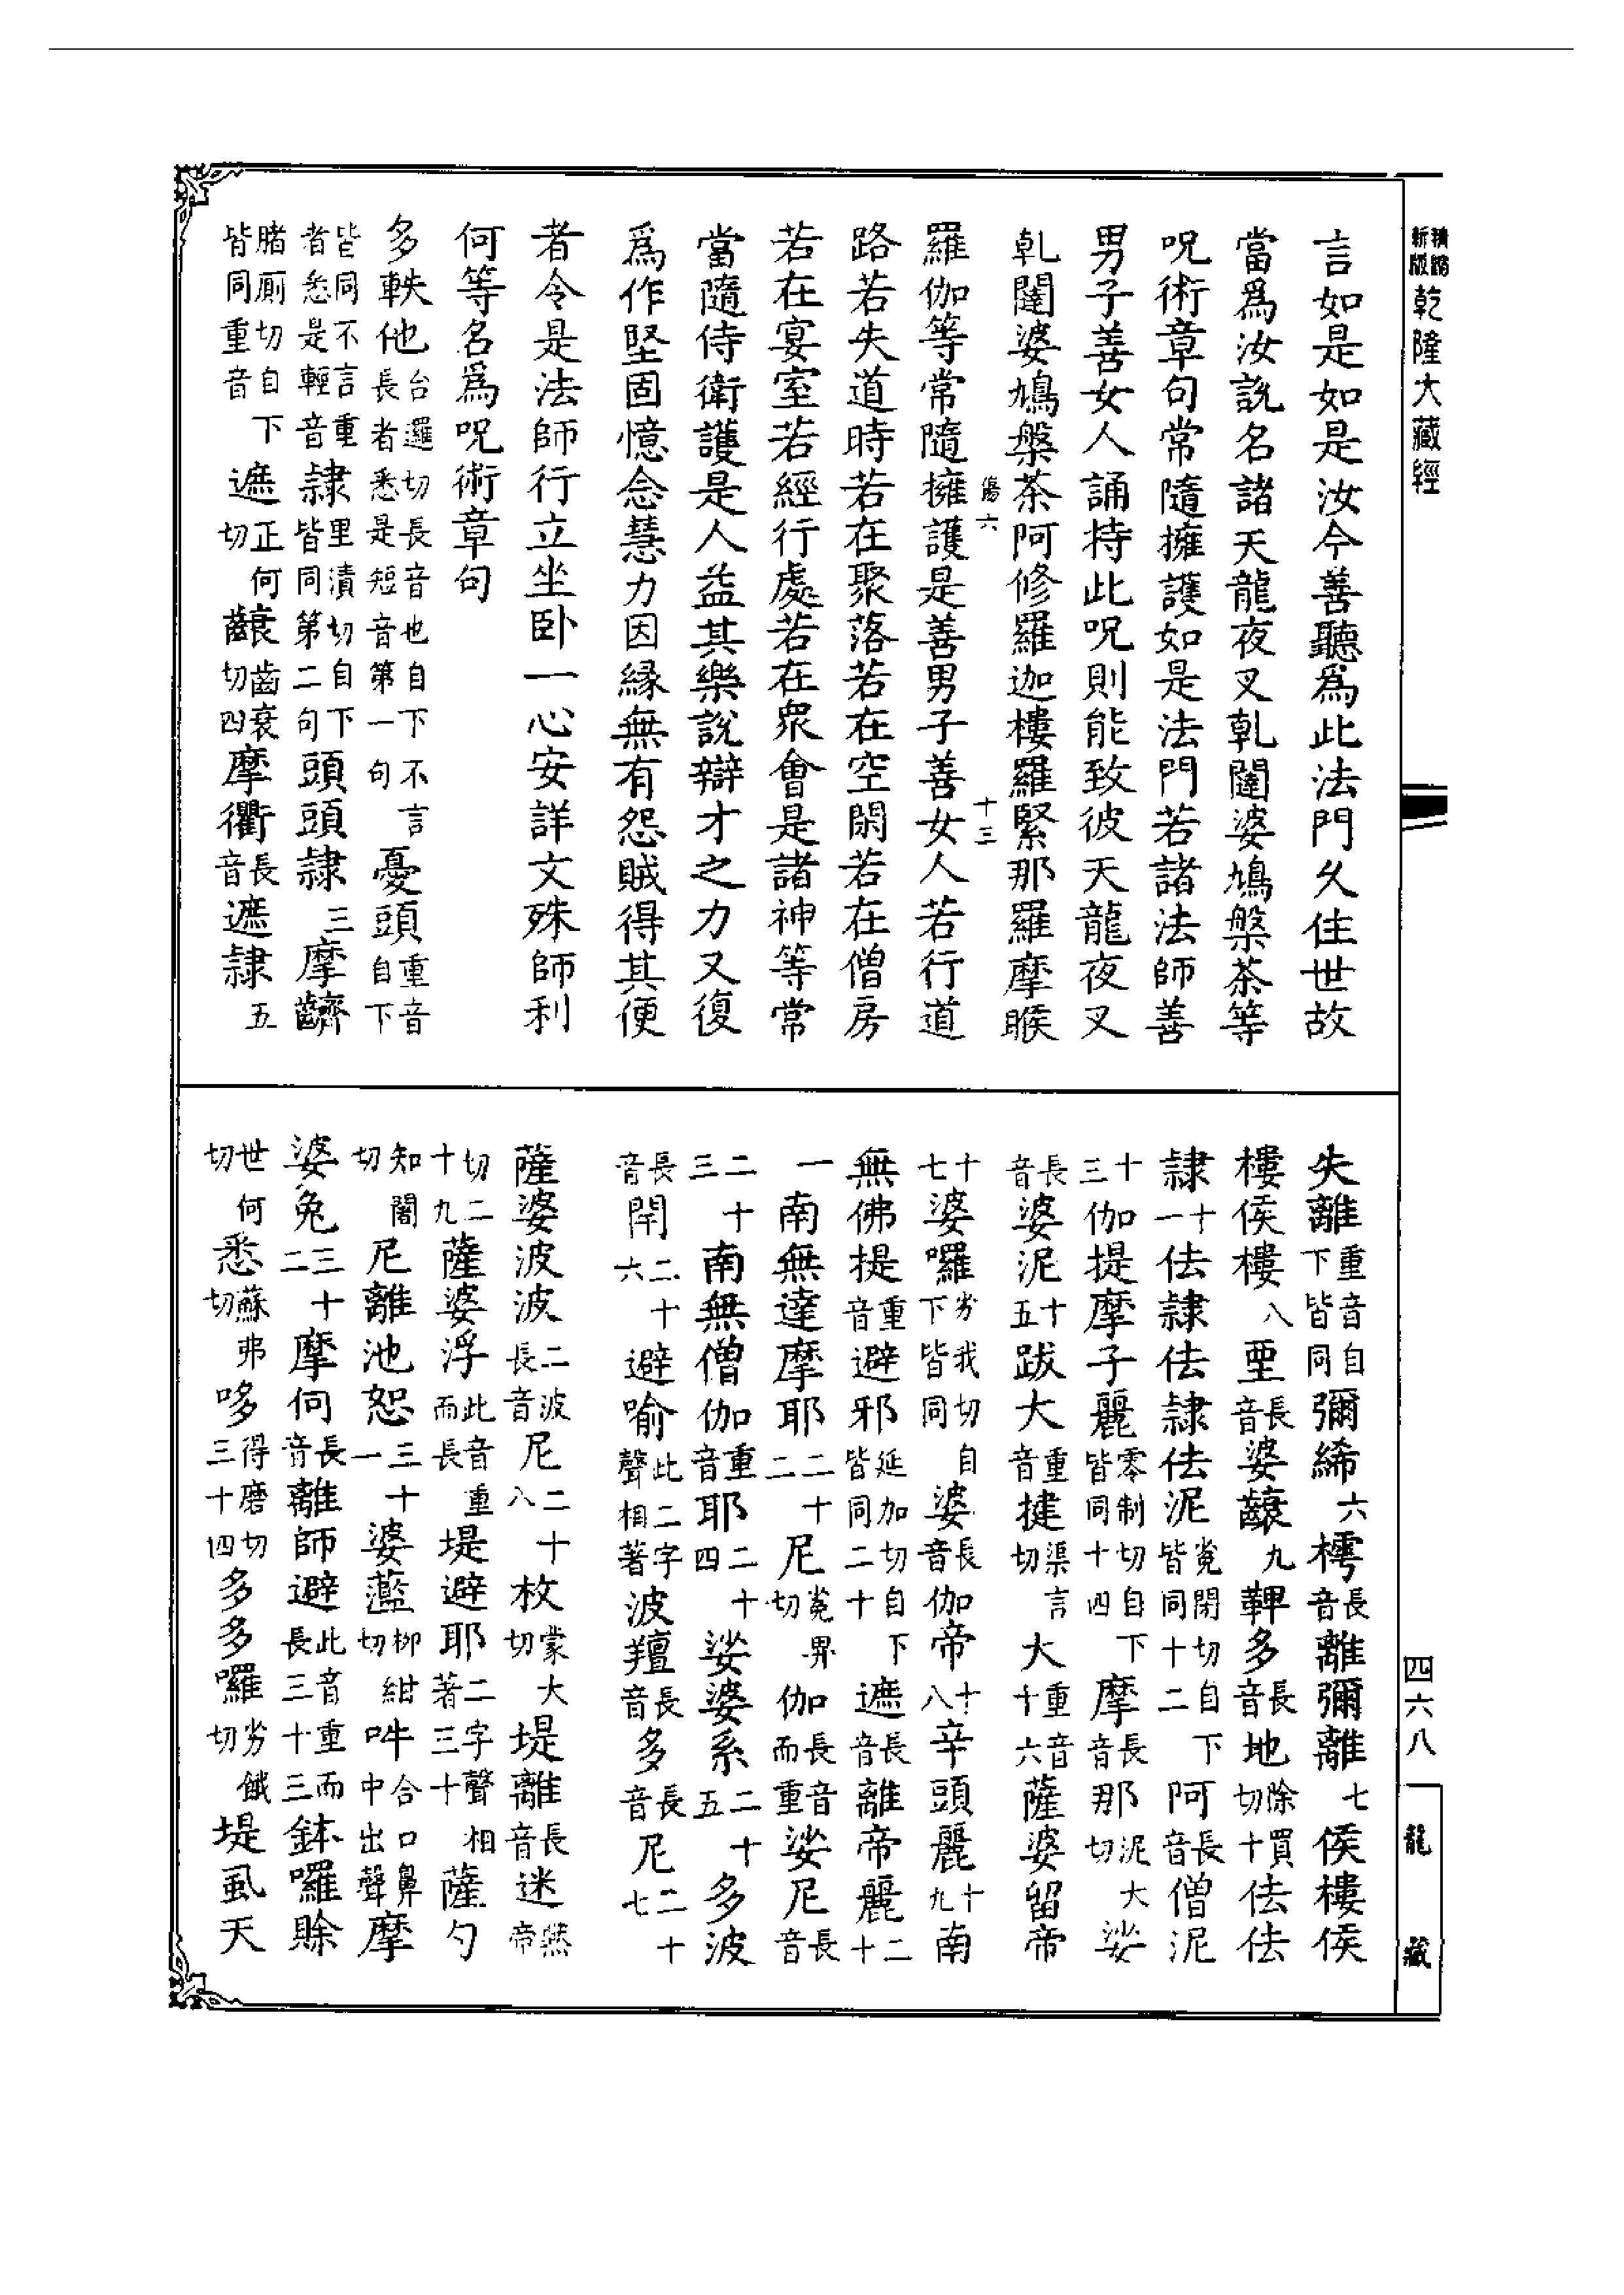 乾隆大藏經
四六八
龍藏
言如是如是汝今善聽爲此法門久住世故
當爲汝說名諸天龍夜叉乹闥婆鳩槃茶等
呪術章句常隨擁護如是法門若諸法師善
男子善女人誦持此呪則能致彼天龍夜叉
乹闥婆鳩槃茶阿修羅迦樓羅緊那羅摩睺
六 十三
羅伽等常隨擁護是善男子善女人若行道
路若失道時若在聚落若在空閑若在僧房
若在宴室若經行處若在衆會是諸神等常
當隨侍衛護是人益其樂說辯才之力又復
爲作堅固憶念慧力因緣無有怨賊得其便
者令是法師行立坐卧一心安詳文殊師利
何等名爲呪術章句
多軼他台邏切長音也自下不言長者悉是短音第一句憂頭重音自下
皆同不言重者悉是輕音隷里漬切自下皆同第二句頭頭隷三摩䶩
賭厠切自下皆同重音遮正何切齈齒衰切四摩衢長音遮隷五
失離重音自下皆同彌絺六樗長音離彌離七侯樓侯
樓侯樓八垔長音婆齈九鞞多長音地除買切十佉佉
隷十一佉隷佉隷佉泥寃閉切自下皆同十二阿長音僧泥
十三伽提摩子麗零制切自下皆同十四摩長音那泥大切娑
長音婆泥十五跋大重音揵渠言切大重音十六薩婆留帝
十七婆囉劣我切自下皆同婆長音伽帝十八辛頭麗十九南
無佛提重音避邪延加切自下皆同二十遮長音離帝麗二十
一南無達摩耶二十二尼寃界切伽長音而重娑尼長音
二十三南無僧伽重音耶二十四娑婆系二十五多波
長音閈二十六避喻此二字聲相著波羶長音多長音尼二十七
薩婆波波二波長音尼二十八枚蒙大切堤離長音迷
切二十九薩婆浮此音重而長堤避耶二字聲相著三十薩勺
知闍切尼離池恕三十一婆藍柳紺切吽合口鼻中出聲摩
婆兔三十二摩伺長音離師避此音重而長三十三鉢囉賒
世何切悉蘇弗切哆得磨切三十四多多囉劣餓切堤虱天